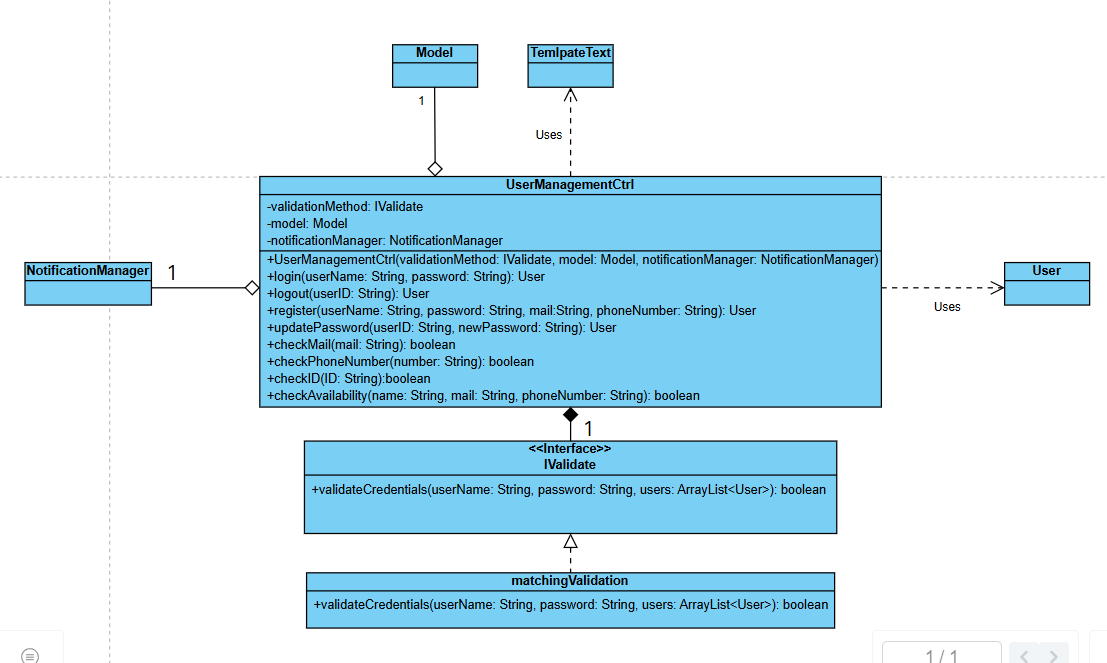 Model
TemlpateText
1
Uses
UserManagementCtrl
-validationMethod: IValidate
-model: Model
-notificationManager: NotificationManager
+UserManagementCtrl(validationMethod: IValidate, model: Model, notificationManager: NotificationManager)
+login(userName: String, password: String): User
+logout(userID: String): User
+register(userName: String, password: String, mail:String, phoneNumber: String): User
+updatePassword(userID: String, newPassword: String): User
+checkMail(mail: String): boolean
+checkPhoneNumber(number: String): boolean
+checkID(ID: String):boolean
+checkAvailability(name: String, mail: String, phoneNumber: String): boolean
NotificationManager
1
User
Uses
1
<<Interface>>
IValidate
+validateCredentials(userName: String, password: String, users: ArrayList<User>): boolean
matchingValidation
+validateCredentials(userName: String, password: String, users: ArrayList<User>): boolean
1 / 1